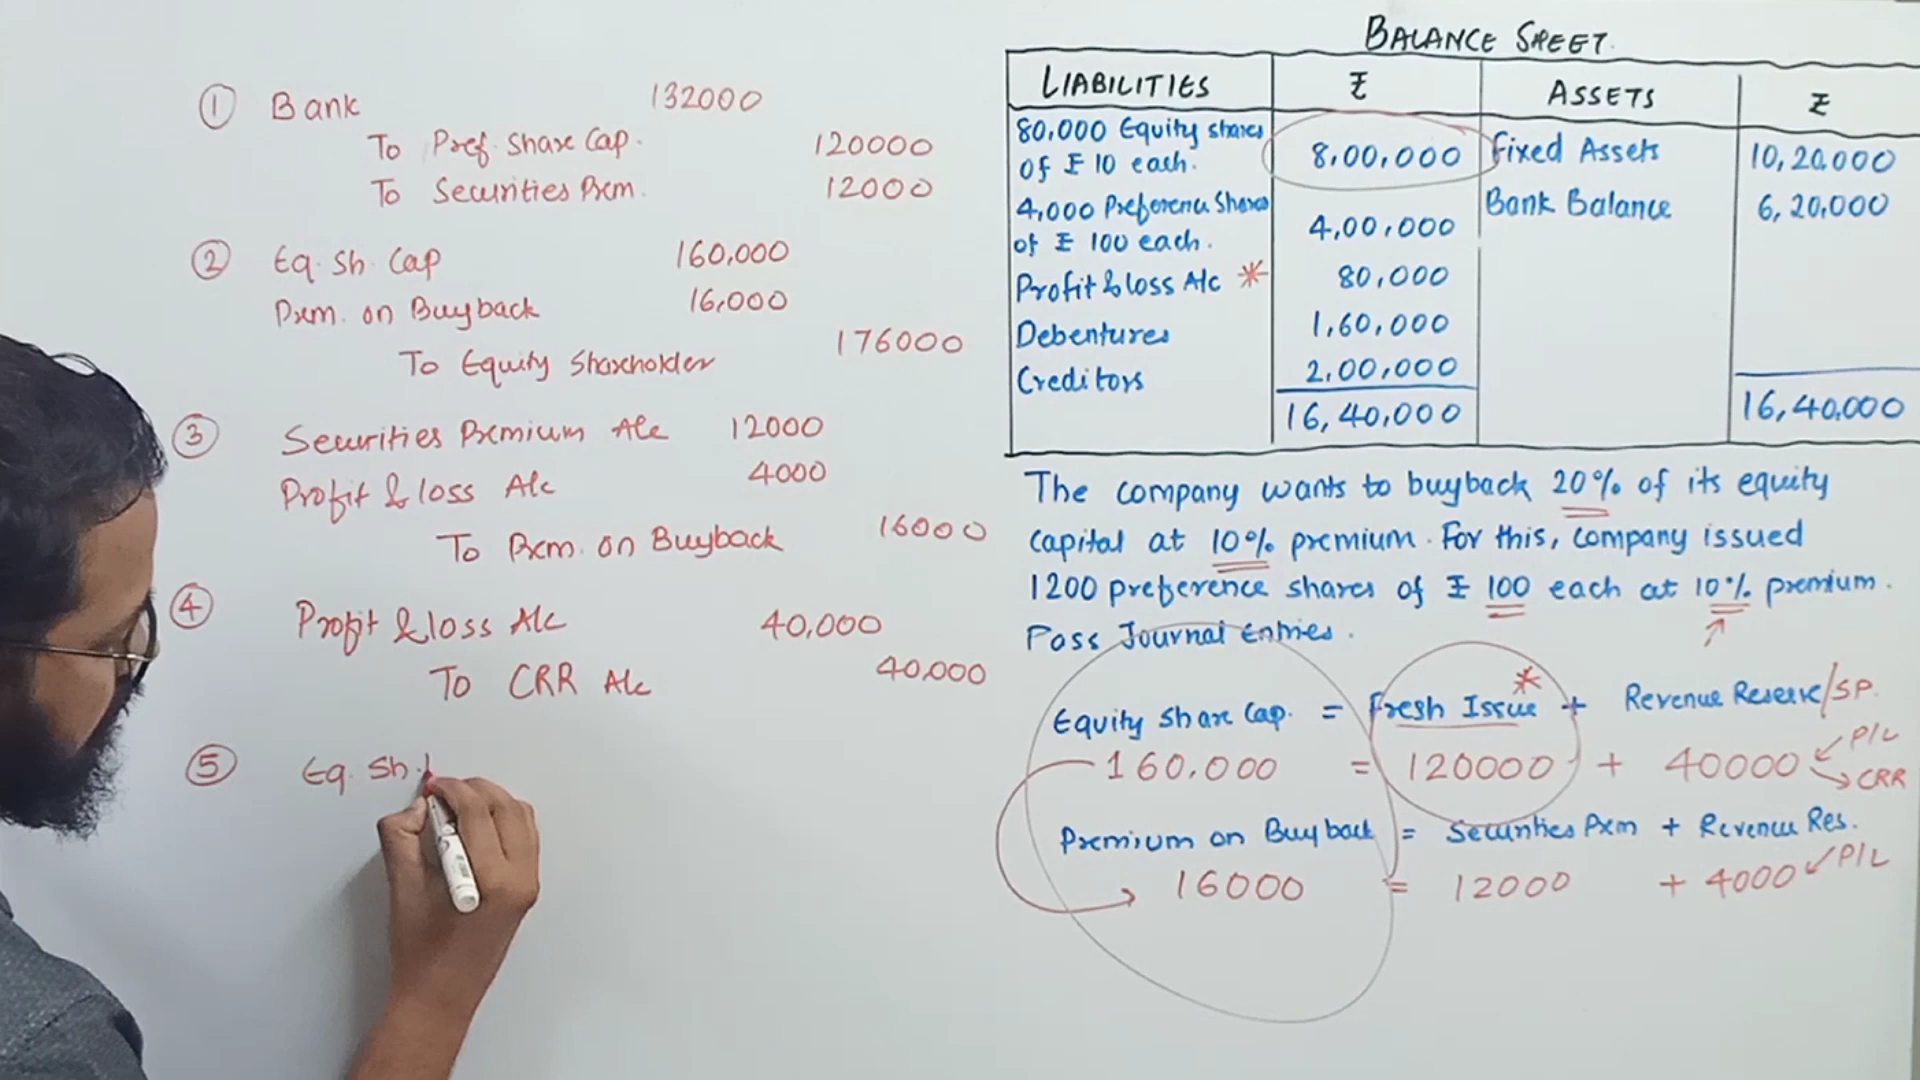 ① Bank 132000
To Pref. Share Cap. 120000
To Securities Prm. 12000
② Eq. Sh. Cap 160,000
Prm. on Buyback 16,000
To Equity Shareholder 176000
③ Securities Premium A/c 12000
Profit & loss A/c 4000
To Prm. on Buyback 16000
④ Profit & loss A/c 40,000
To CRR A/c 40,000
⑤ Eq. Sh.
BALANCE SHEET.
LIABILITIES ₹ ASSETS ₹
80,000 Equity shares
of ₹ 10 each. 8,00,000 Fixed Assets 10,20,000
4,000 Preference Shares
of ₹ 100 each. 4,00,000 Bank Balance 6,20,000
Profit & loss A/c * 80,000
Debentures 1,60,000
Creditors 2,00,000
16,40,000 16,40,000
The company wants to buyback 20% of its equity
capital at 10% premium. For this, company issued
1200 preference shares of ₹ 100 each at 10% premium.
Pass Journal Entries.
Equity Share Cap. = Fresh Issue * + Revenue Reserve/SP.
160,000 = 120000 + 40000 P/L
CRR
Premium on Buyback = Securities Prm + Revenue Res.
16000 = 12000 + 4000 P/L